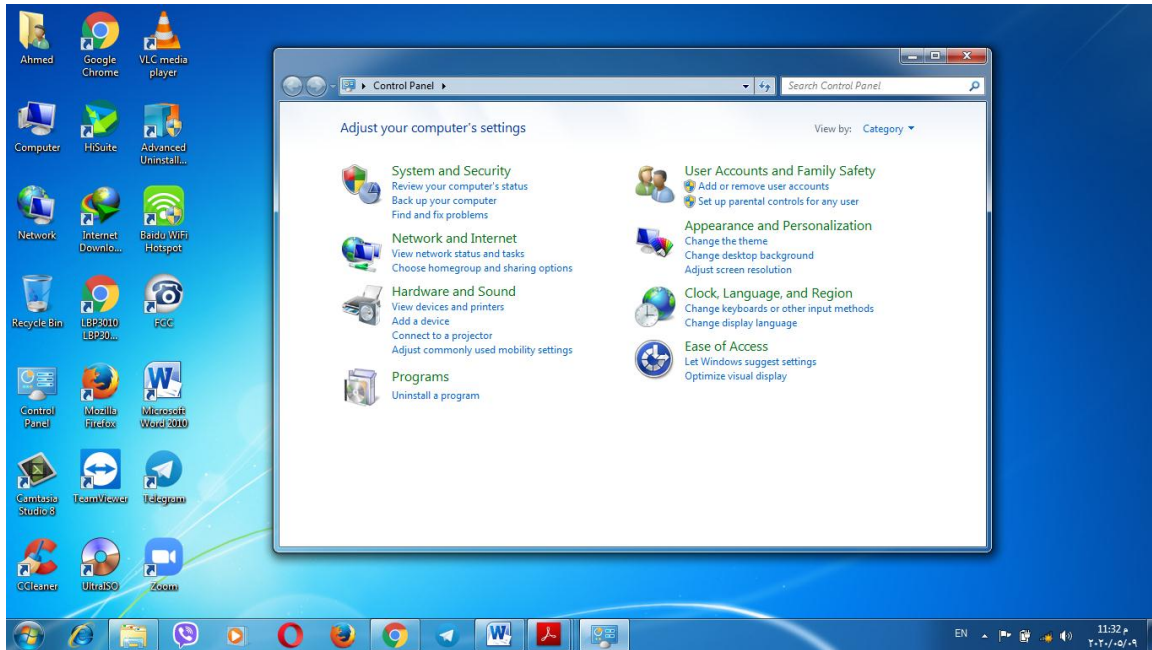 Ahmed
Google
Chrome
VLC media
player
Computer
HiSuite
Advanced
Uninstall...
Network
Internet
Downlo...
Baidu WiFi
Hotspot
Recycle Bin
LBP3010
LBP30...
FCC
Control
Panel
Mozilla
Firefox
Microsoft
Word 2010
Camtasia
Studio 8
TeamViewer
Telegram
CCleaner
UltraISO
Zoom
Control Panel
Search Control Panel
Adjust your computer's settings
View by: Category
System and Security
Review your computer's status
Back up your computer
Find and fix problems
Network and Internet
View network status and tasks
Choose homegroup and sharing options
Hardware and Sound
View devices and printers
Add a device
Connect to a projector
Adjust commonly used mobility settings
Programs
Uninstall a program
User Accounts and Family Safety
Add or remove user accounts
Set up parental controls for any user
Appearance and Personalization
Change the theme
Change desktop background
Adjust screen resolution
Clock, Language, and Region
Change keyboards or other input methods
Change display language
Ease of Access
Let Windows suggest settings
Optimize visual display
EN
11:32 م
٢٠٢٠/٠٥/٠٩